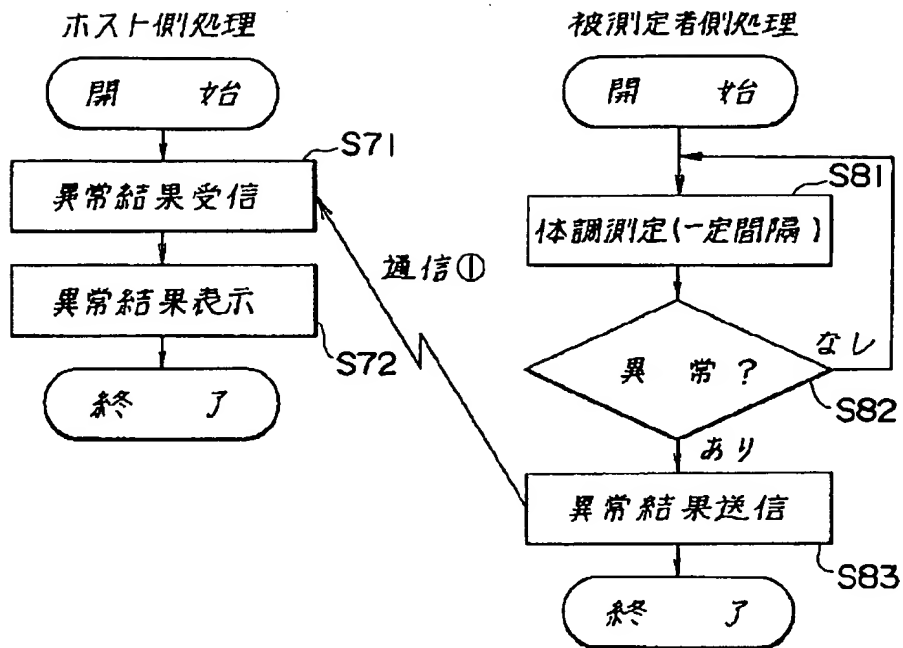 ホスト側処理
開 始
S71
異常結果受信
異常結果表示
S72
終 了
通信①
被測定者側処理
開 始
S81
体調測定(一定間隔)
異 常?
なし
S82
あり
異常結果送信
S83
終 了